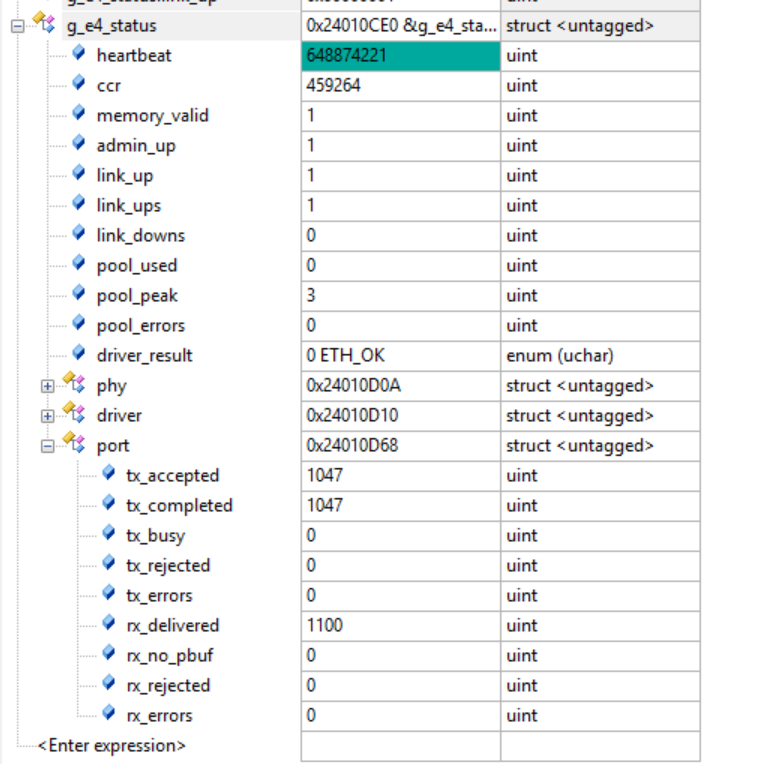 g_e4_status 0x24010CE0 &g_e4_sta... struct <untagged>
heartbeat 648874221 uint
ccr 459264 uint
memory_valid 1 uint
admin_up 1 uint
link_up 1 uint
link_ups 1 uint
link_downs 0 uint
pool_used 0 uint
pool_peak 3 uint
pool_errors 0 uint
driver_result 0 ETH_OK enum (uchar)
phy 0x24010D0A struct <untagged>
driver 0x24010D10 struct <untagged>
port 0x24010D68 struct <untagged>
tx_accepted 1047 uint
tx_completed 1047 uint
tx_busy 0 uint
tx_rejected 0 uint
tx_errors 0 uint
rx_delivered 1100 uint
rx_no_pbuf 0 uint
rx_rejected 0 uint
rx_errors 0 uint
<Enter expression>